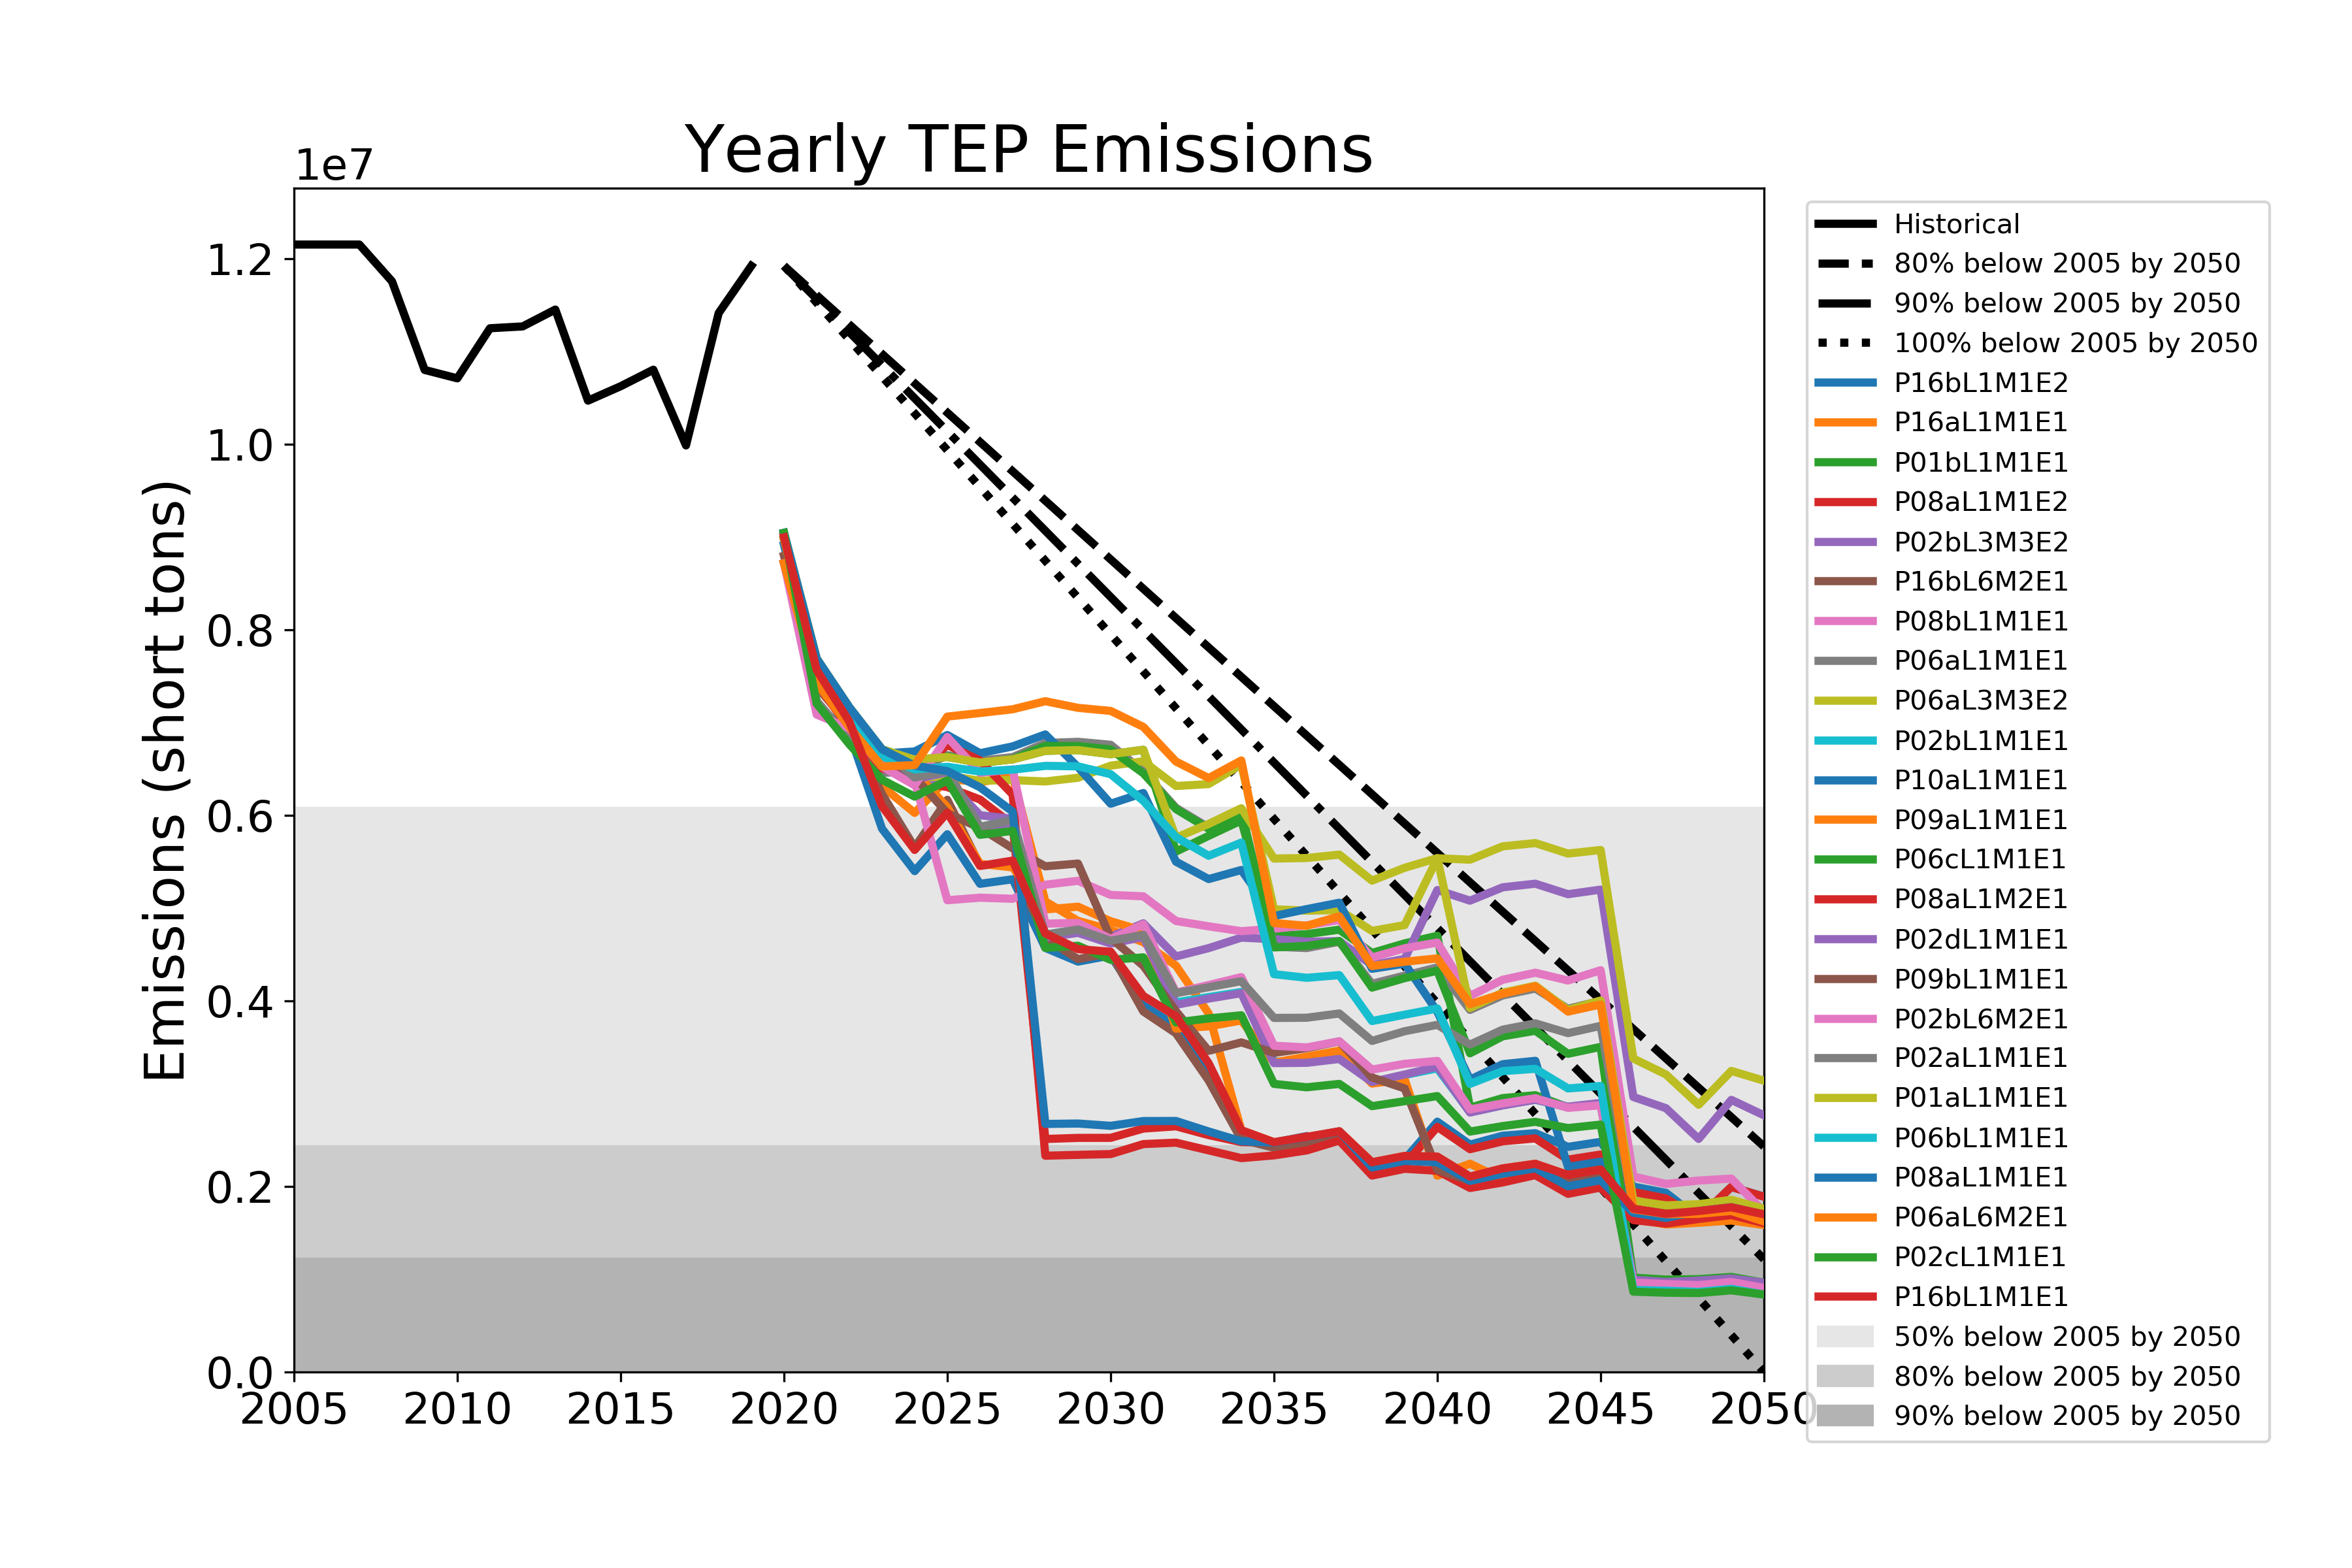 Yearly TEP Emissions
1e7
Emissions (short tons)
1.2
1.0
0.8
0.6
0.4
0.2
0.0
2005 2010 2015 2020 2025 2030 2035 2040 2045 2050
Historical
80% below 2005 by 2050
90% below 2005 by 2050
100% below 2005 by 2050
P16bL1M1E2
P16aL1M1E1
P01bL1M1E1
P08aL1M1E2
P02bL3M3E2
P16bL6M2E1
P08bL1M1E1
P06aL1M1E1
P06aL3M3E2
P02bL1M1E1
P10aL1M1E1
P09aL1M1E1
P06cL1M1E1
P08aL1M2E1
P02dL1M1E1
P09bL1M1E1
P02bL6M2E1
P02aL1M1E1
P01aL1M1E1
P06bL1M1E1
P08aL1M1E1
P06aL6M2E1
P02cL1M1E1
P16bL1M1E1
50% below 2005 by 2050
80% below 2005 by 2050
90% below 2005 by 2050